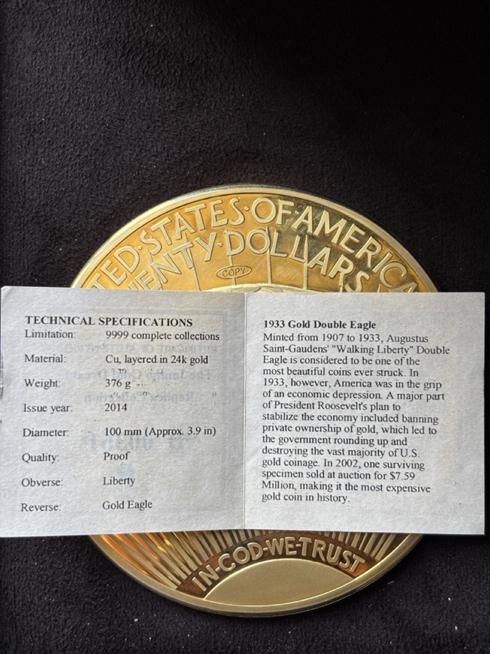 ED·STATES·OF·AMERICA
ENTY·DOLLARS
COPY
TECHNICAL SPECIFICATIONS
Limitation: 9999 complete collections
Material: Cu, layered in 24k gold
Weight: 376 g
Issue year: 2014
Diameter: 100 mm (Approx. 3.9 in)
Quality: Proof
Obverse: Liberty
Reverse: Gold Eagle
1933 Gold Double Eagle
Minted from 1907 to 1933, Augustus
Saint-Gaudens' "Walking Liberty" Double
Eagle is considered to be one of the
most beautiful coins ever struck. In
1933, however, America was in the grip
of an economic depression. A major part
of President Roosevelt's plan to
stabilize the economy included banning
private ownership of gold, which led to
the government rounding up and
destroying the vast majority of U.S.
gold coinage. In 2002, one surviving
specimen sold at auction for $7.59
Million, making it the most expensive
gold coin in history.
IN·GOD·WE·TRUST